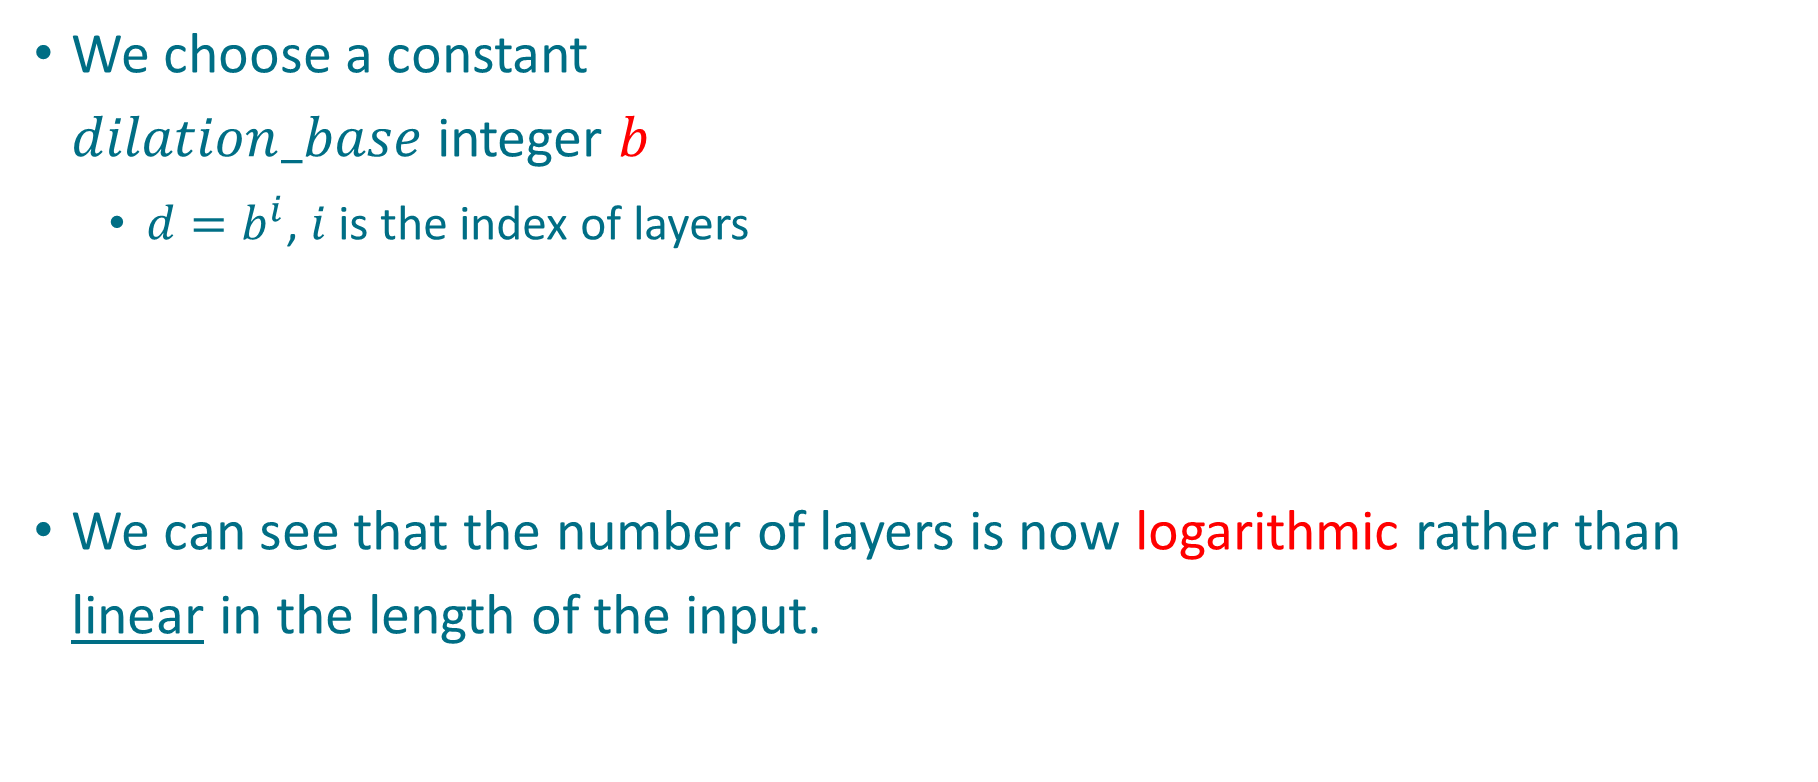 • We choose a constant
dilation_base integer b
• d = bⁱ, i is the index of layers
• We can see that the number of layers is now logarithmic rather than
linear in the length of the input.